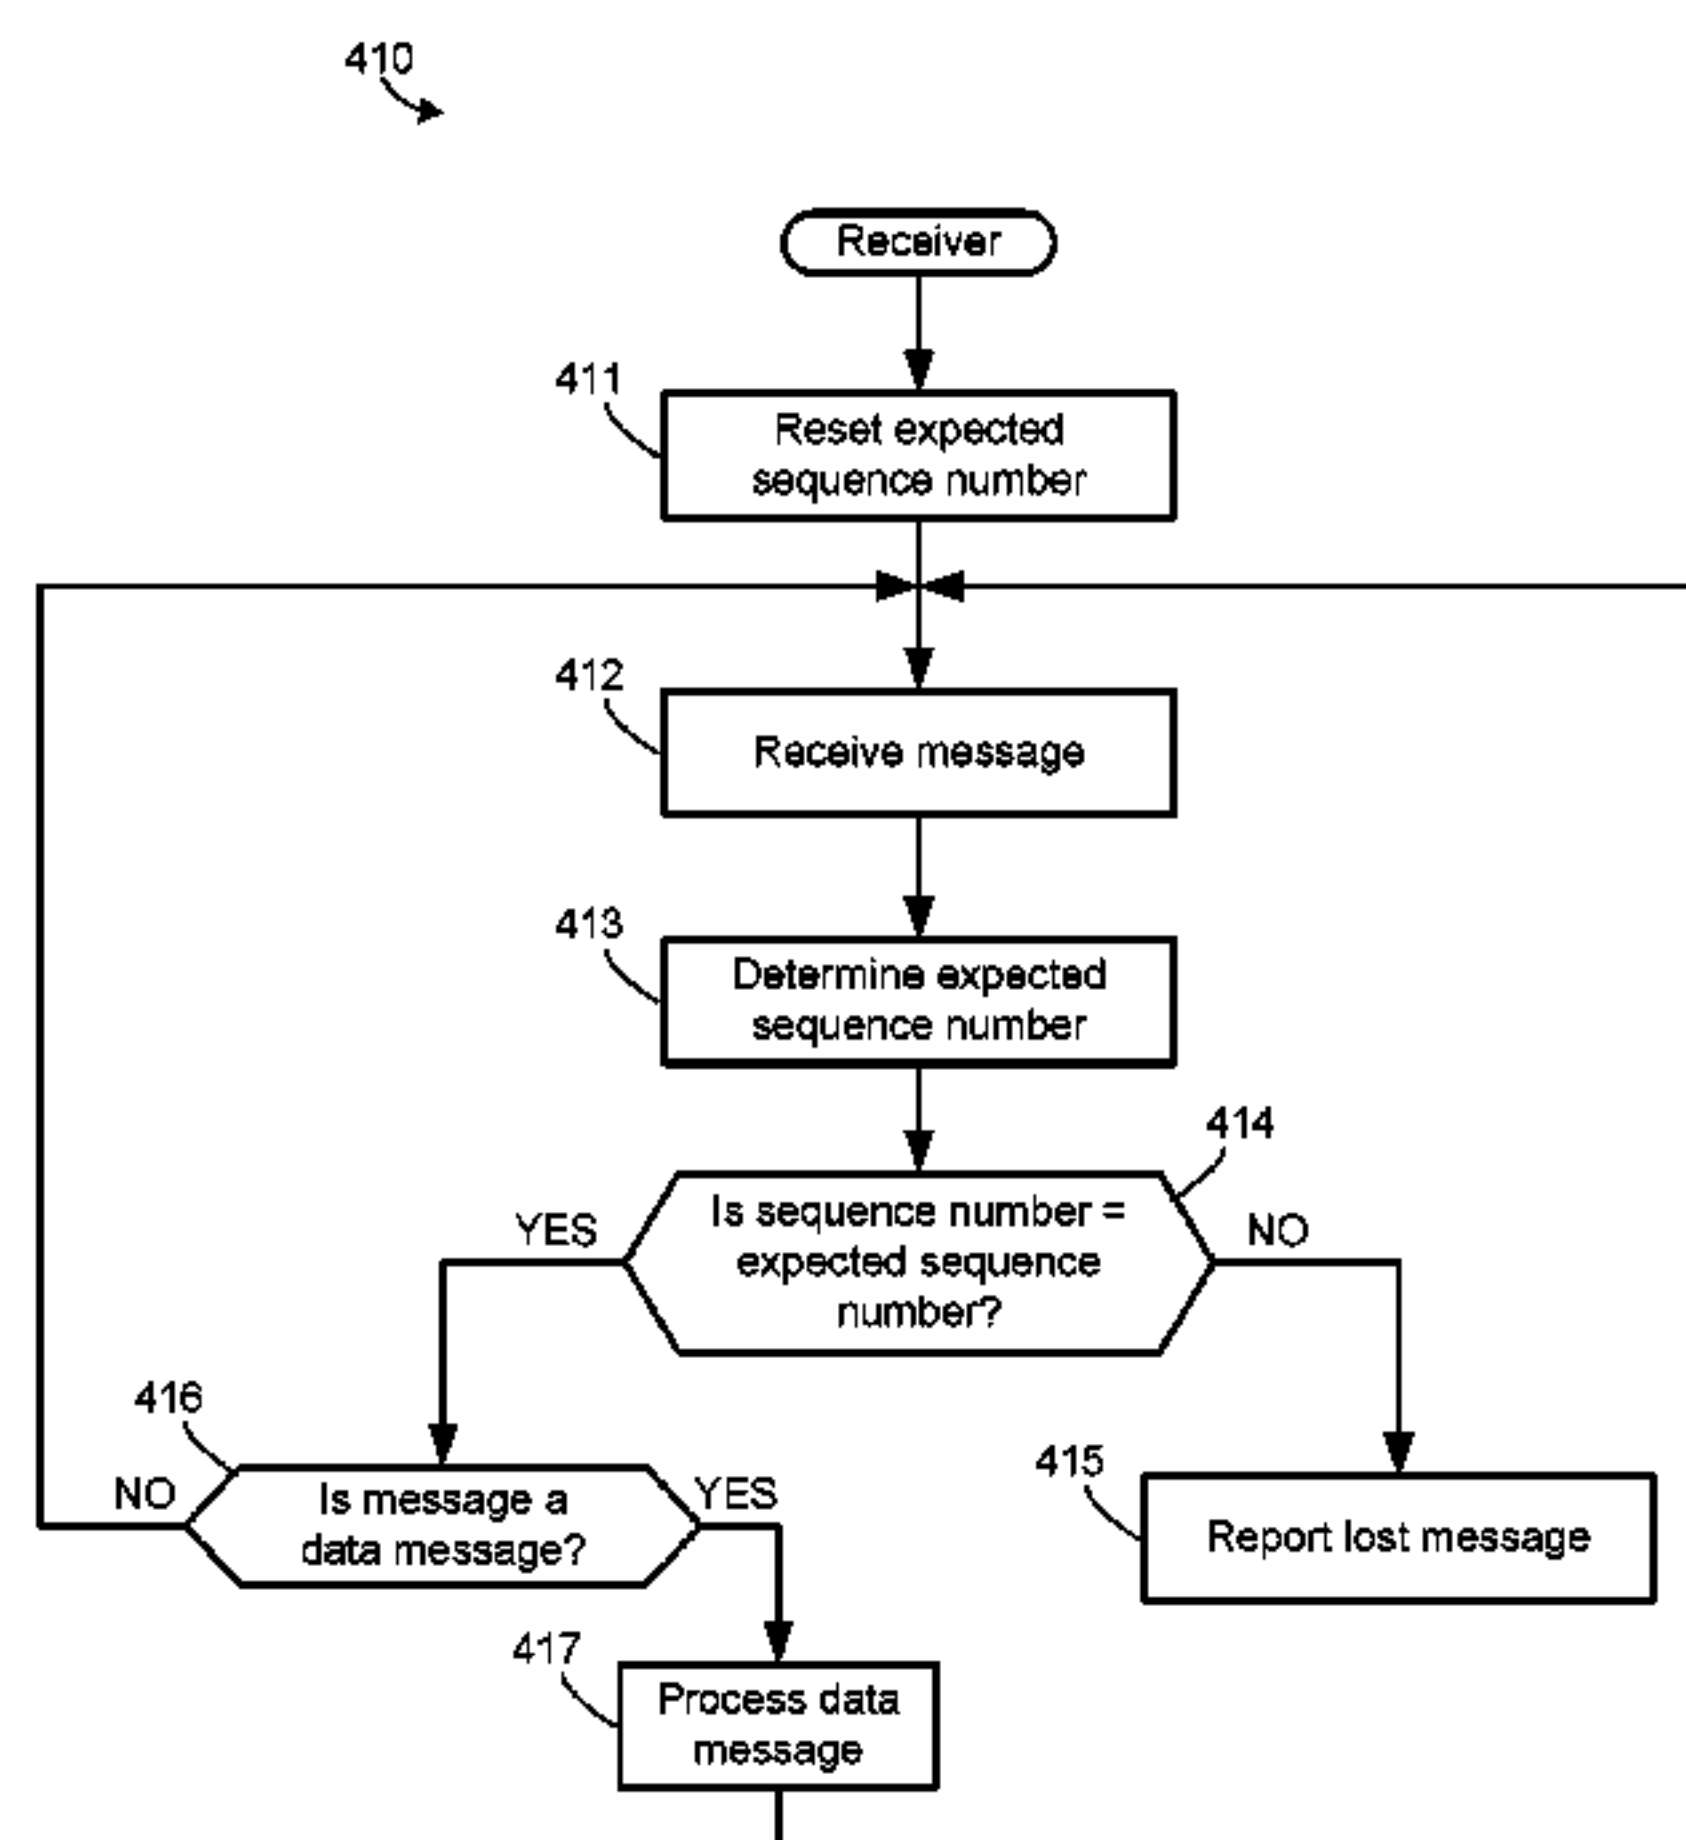 410
Receiver
411
Reset expected
sequence number
412
Receive message
413
Determine expected
sequence number
414
Is sequence number =
expected sequence
number?
YES
NO
416
Is message a
data message?
NO
YES
415
Report lost message
417
Process data
message